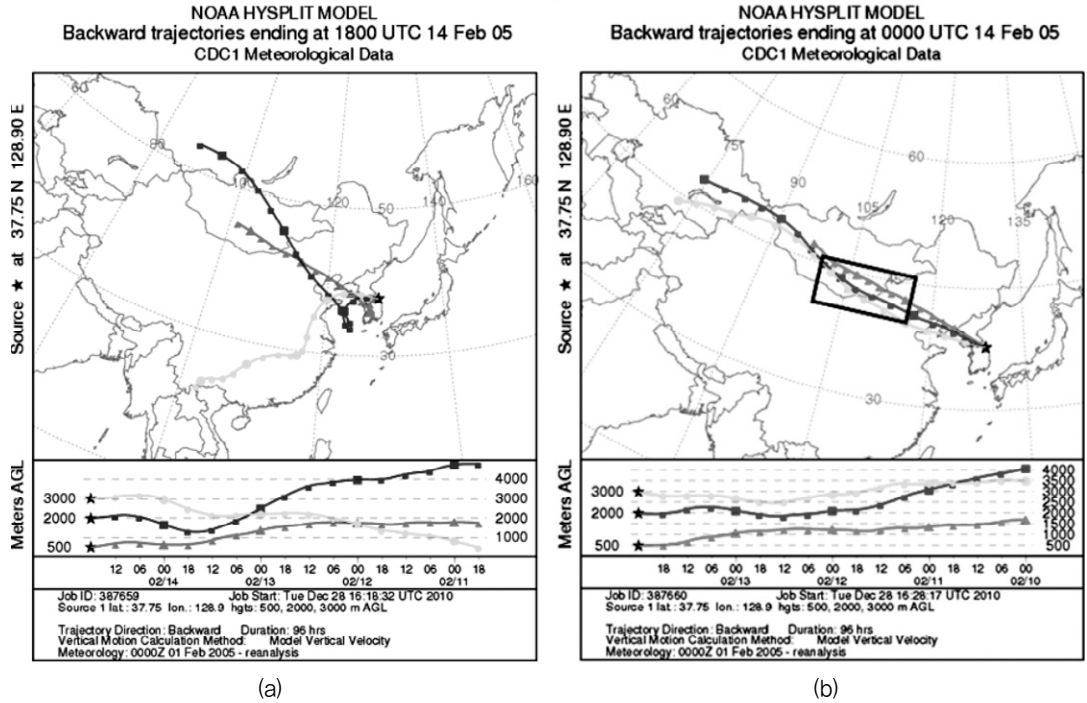 NOAA HYSPLIT MODEL
Backward trajectories ending at 1800 UTC 14 Feb 05
CDC1 Meteorological Data
Source ★ at 37.75 N 128.90 E
60
80
100
120
50
140
160
30
Meters AGL
3000
2000
500
4000
3000
2000
1000
12 06 00 18 12 06 00 18 12 06 00 18 12 06 00 18
02/14 02/13 02/12 02/11
Job ID: 387659 Job Start: Tue Dec 28 16:18:32 UTC 2010
Source 1 lat.: 37.75 lon.: 128.9 hgts: 500, 2000, 3000 m AGL
Trajectory Direction: Backward Duration: 96 hrs
Vertical Motion Calculation Method: Model Vertical Velocity
Meteorology: 0000Z 01 Feb 2005 - reanalysis
(a)
NOAA HYSPLIT MODEL
Backward trajectories ending at 0000 UTC 14 Feb 05
CDC1 Meteorological Data
Source ★ at 37.75 N 128.90 E
60
75
90
60
105
120
135
45
30
Meters AGL
3000
2000
500
4000
3500
3000
2500
2000
1500
1000
500
18 12 06 00 18 12 06 00 18 12 06 00 18 12 06 00
02/13 02/12 02/11 02/10
Job ID: 387660 Job Start: Tue Dec 28 16:28:17 UTC 2010
Source 1 lat.: 37.75 lon.: 128.9 hgts: 500, 2000, 3000 m AGL
Trajectory Direction: Backward Duration: 96 hrs
Vertical Motion Calculation Method: Model Vertical Velocity
Meteorology: 0000Z 01 Feb 2005 - reanalysis
(b)